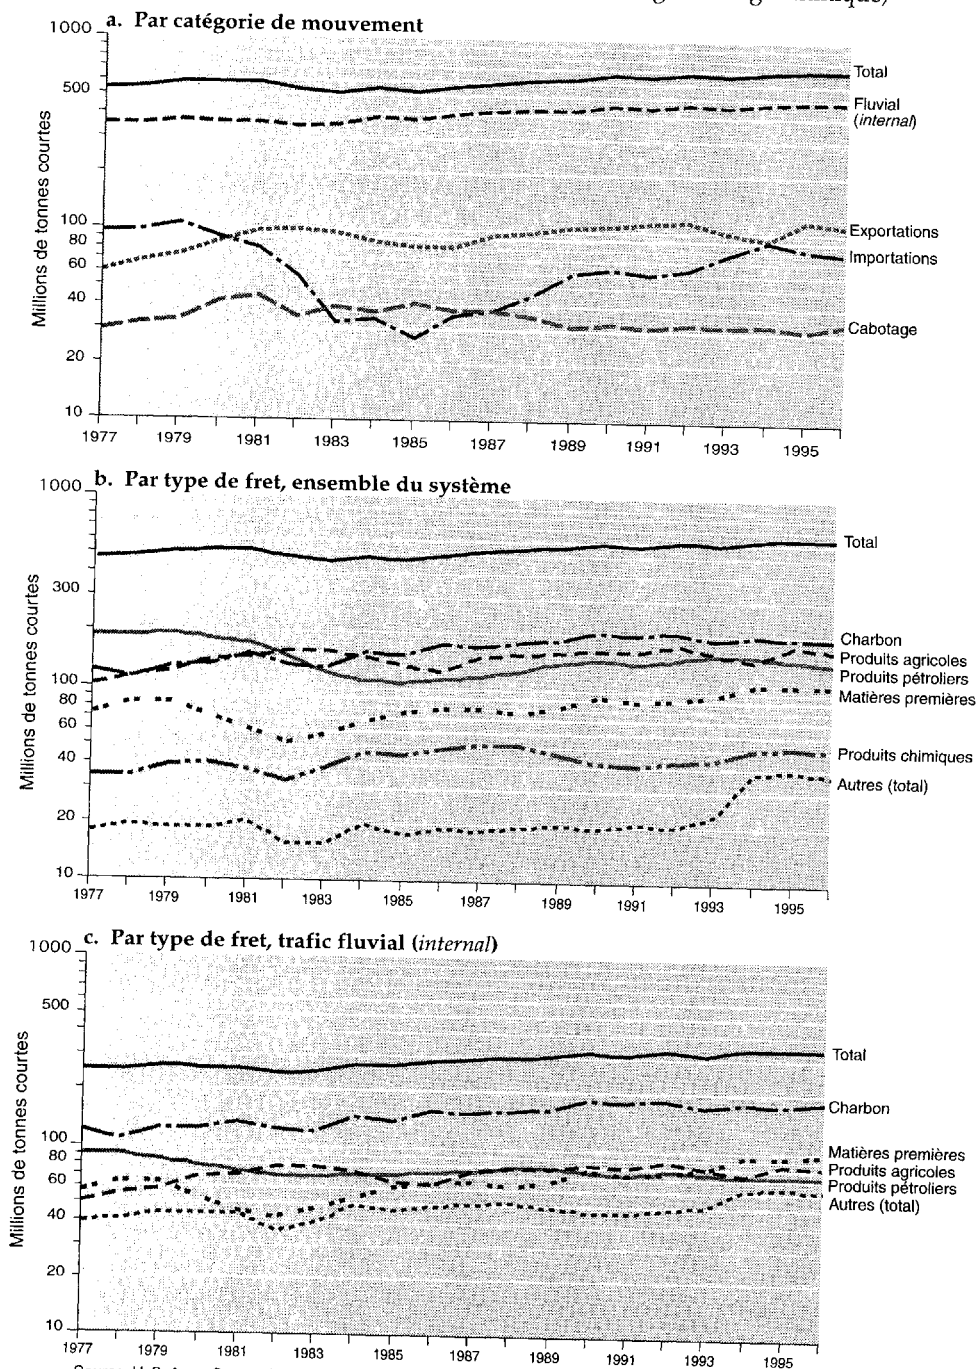 a. Par catégorie de mouvement
1000
500
100
80
60
40
20
10
Millions de tonnes courtes
Total
Fluvial
(internal)
Exportations
Importations
Cabotage
1977 1979 1981 1983 1985 1987 1989 1991 1993 1995
b. Par type de fret, ensemble du système
1000
300
100
80
60
40
20
10
Millions de tonnes courtes
Total
Charbon
Produits agricoles
Produits pétroliers
Matières premières
Produits chimiques
Autres (total)
1977 1979 1981 1983 1985 1987 1989 1991 1993 1995
c. Par type de fret, trafic fluvial (internal)
1000
500
100
80
60
40
20
10
Millions de tonnes courtes
Total
Charbon
Matières premières
Produits agricoles
Produits pétroliers
Autres (total)
1977 1979 1981 1983 1985 1987 1989 1991 1993 1995